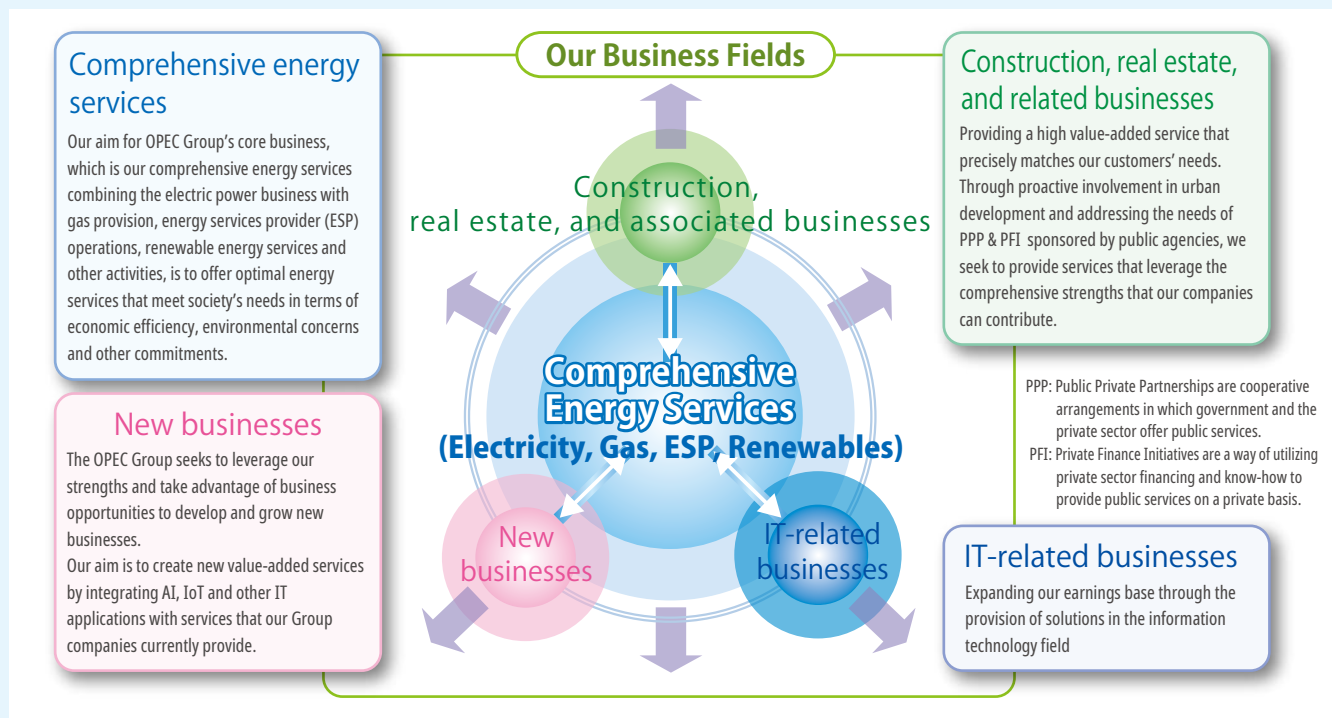 Our Business Fields
Comprehensive energy
services
Our aim for OPEC Group's core business,
which is our comprehensive energy services
combining the electric power business with
gas provision, energy services provider (ESP)
operations, renewable energy services and
other activities, is to offer optimal energy
services that meet society's needs in terms of
economic efficiency, environmental concerns
and other commitments.
New businesses
The OPEC Group seeks to leverage our
strengths and take advantage of business
opportunities to develop and grow new
businesses.
Our aim is to create new value-added services
by integrating AI, IoT and other IT
applications with services that our Group
companies currently provide.
Construction,
real estate, and associated businesses
Comprehensive
Energy Services
(Electricity, Gas, ESP, Renewables)
New
businesses
IT-related
businesses
Construction, real estate,
and related businesses
Providing a high value-added service that
precisely matches our customers' needs.
Through proactive involvement in urban
development and addressing the needs of
PPP & PFI sponsored by public agencies, we
seek to provide services that leverage the
comprehensive strengths that our companies
can contribute.
PPP: Public Private Partnerships are cooperative
arrangements in which government and the
private sector offer public services.
PFI: Private Finance Initiatives are a way of utilizing
private sector financing and know-how to
provide public services on a private basis.
IT-related businesses
Expanding our earnings base through the
provision of solutions in the information
technology field